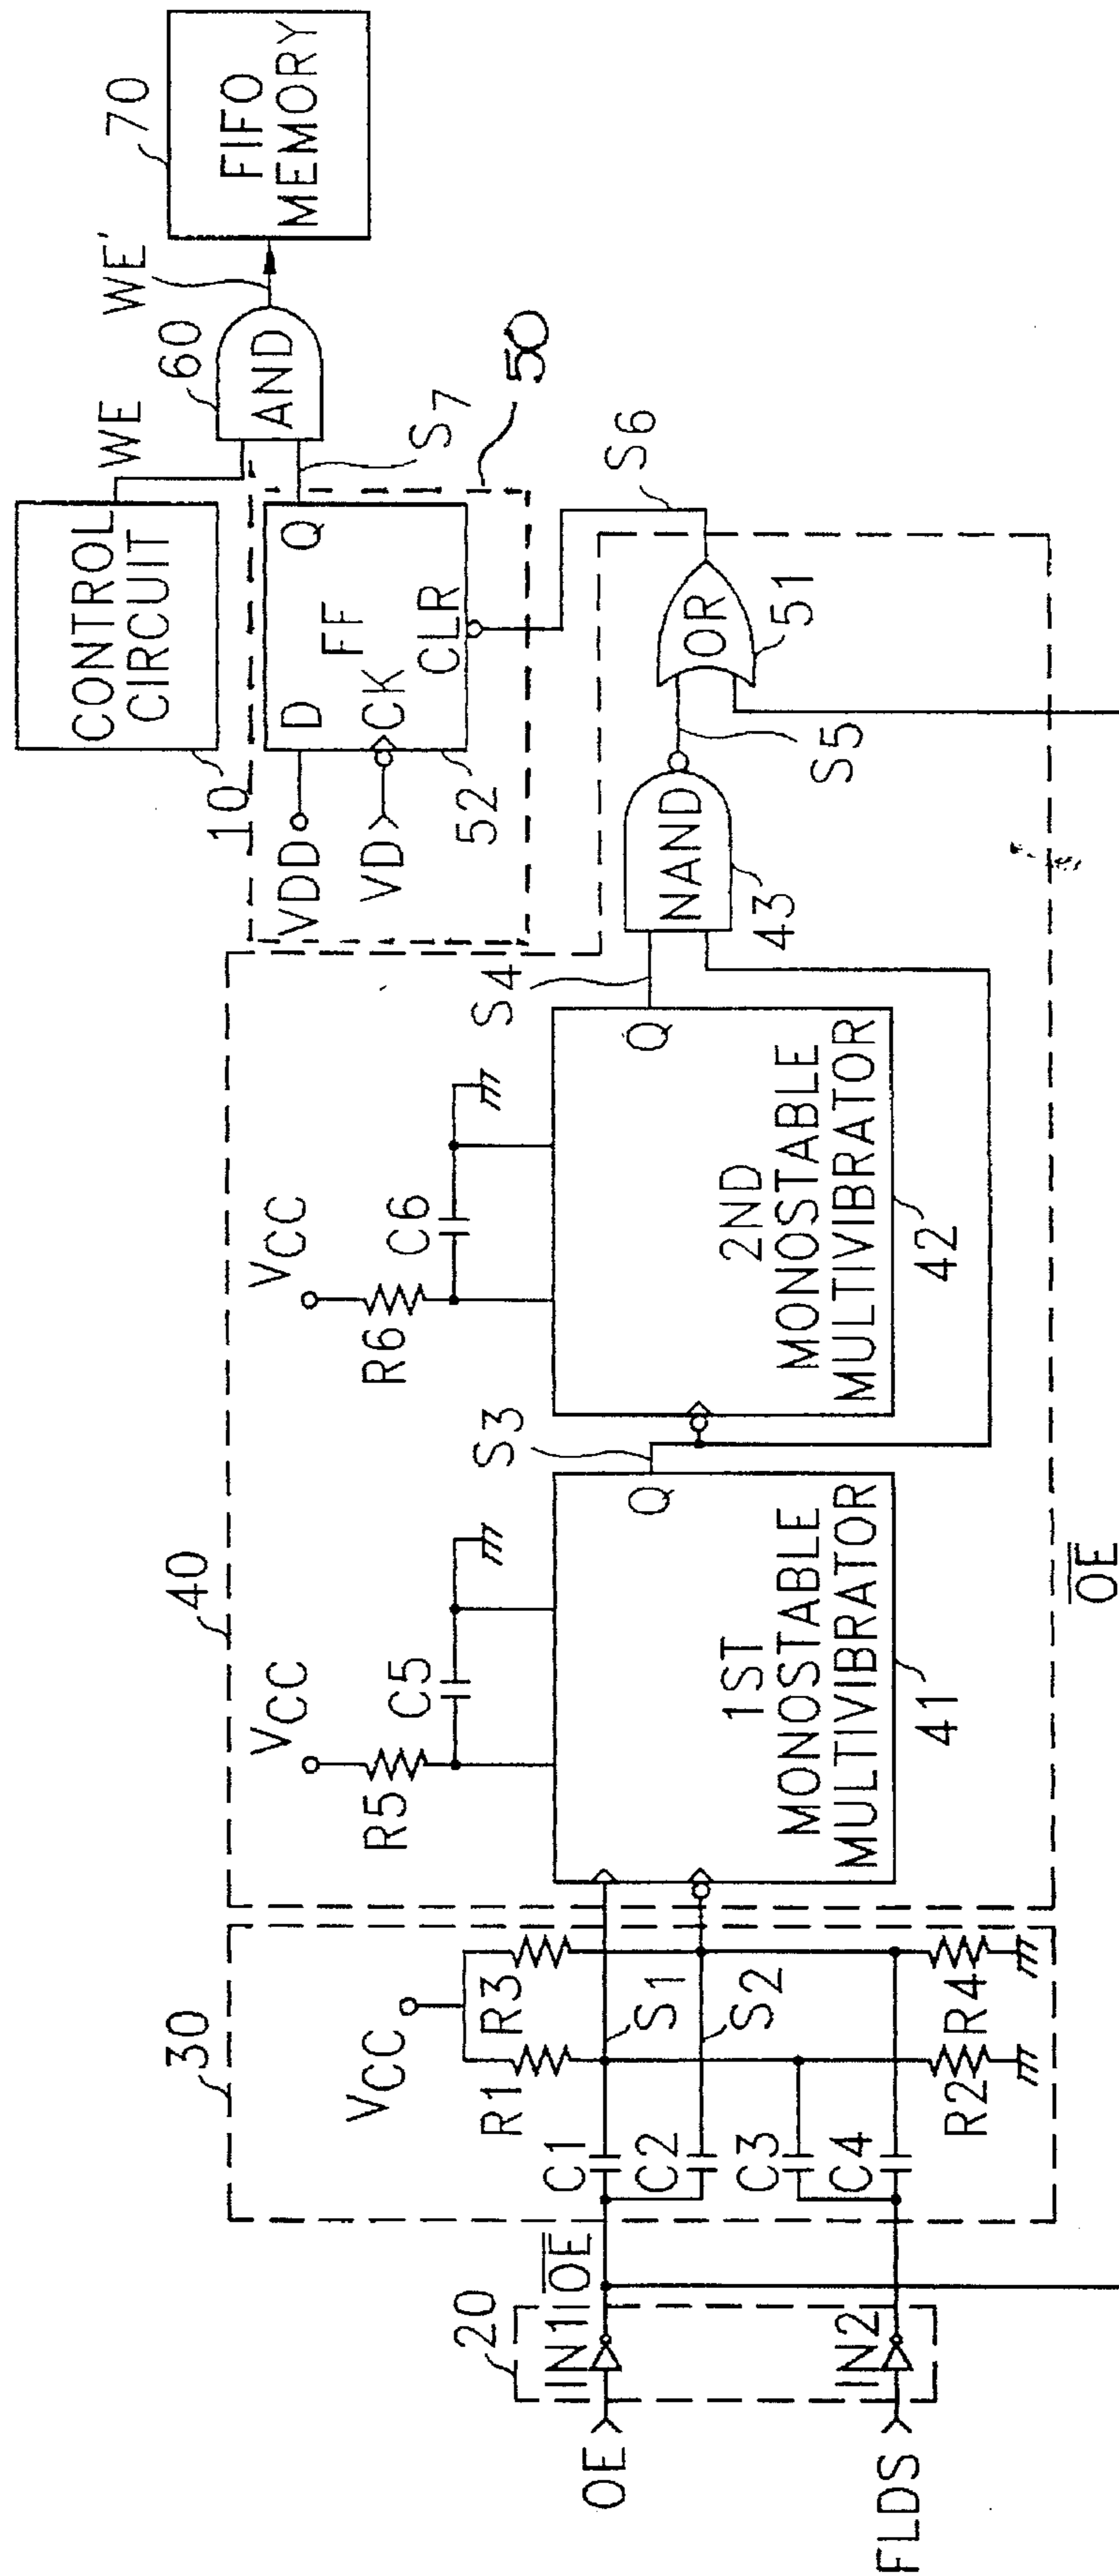 OE
FLDS
20
IN1
IN2
OE
30
VCC
R1
R3
C1
C2
C3
C4
S1
S2
R2
R4
40
VCC
R5
C5
1ST
MONOSTABLE
MULTIVIBRATOR
Q
41
S3
VCC
R6
C6
2ND
MONOSTABLE
MULTIVIBRATOR
Q
42
S4
NAND
43
S5
OR
51
S6
OE
CONTROL
CIRCUIT
10
WE
VDD
VD
D
Q
FF
CK
CLR
52
50
S7
AND
60
WE'
FIFO
MEMORY
70